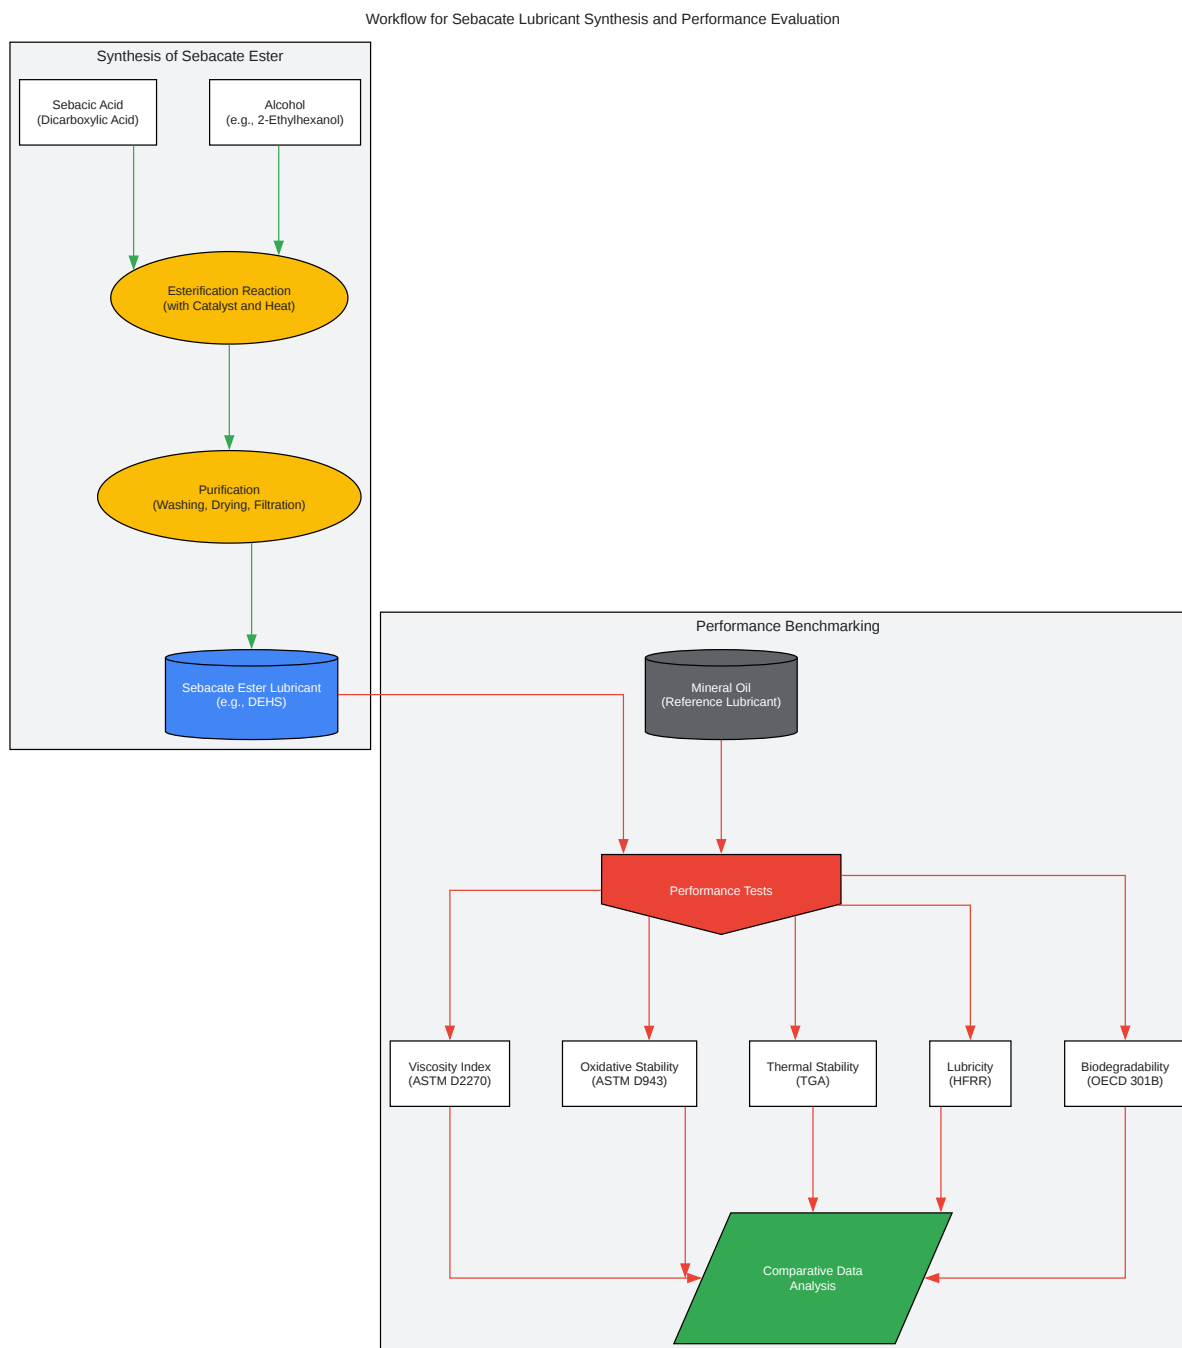 Workflow for Sebacate Lubricant Synthesis and Performance Evaluation
Synthesis of Sebacate Ester
Sebacic Acid
(Dicarboxylic Acid)
Alcohol
(e.g., 2-Ethylhexanol)
Esterification Reaction
(with Catalyst and Heat)
Purification
(Washing, Drying, Filtration)
Sebacate Ester Lubricant
(e.g., DEHS)
Performance Benchmarking
Mineral Oil
(Reference Lubricant)
Performance Tests
Viscosity Index
(ASTM D2270)
Oxidative Stability
(ASTM D943)
Thermal Stability
(TGA)
Lubricity
(HFRR)
Biodegradability
(OECD 301B)
Comparative Data
Analysis